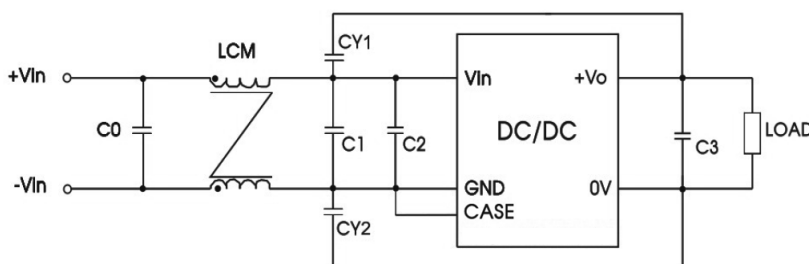 LCM
CY1
+Vin
Vin
+Vo
C0
C1
C2
DC/DC
C3
LOAD
-Vin
GND
0V
CASE
CY2